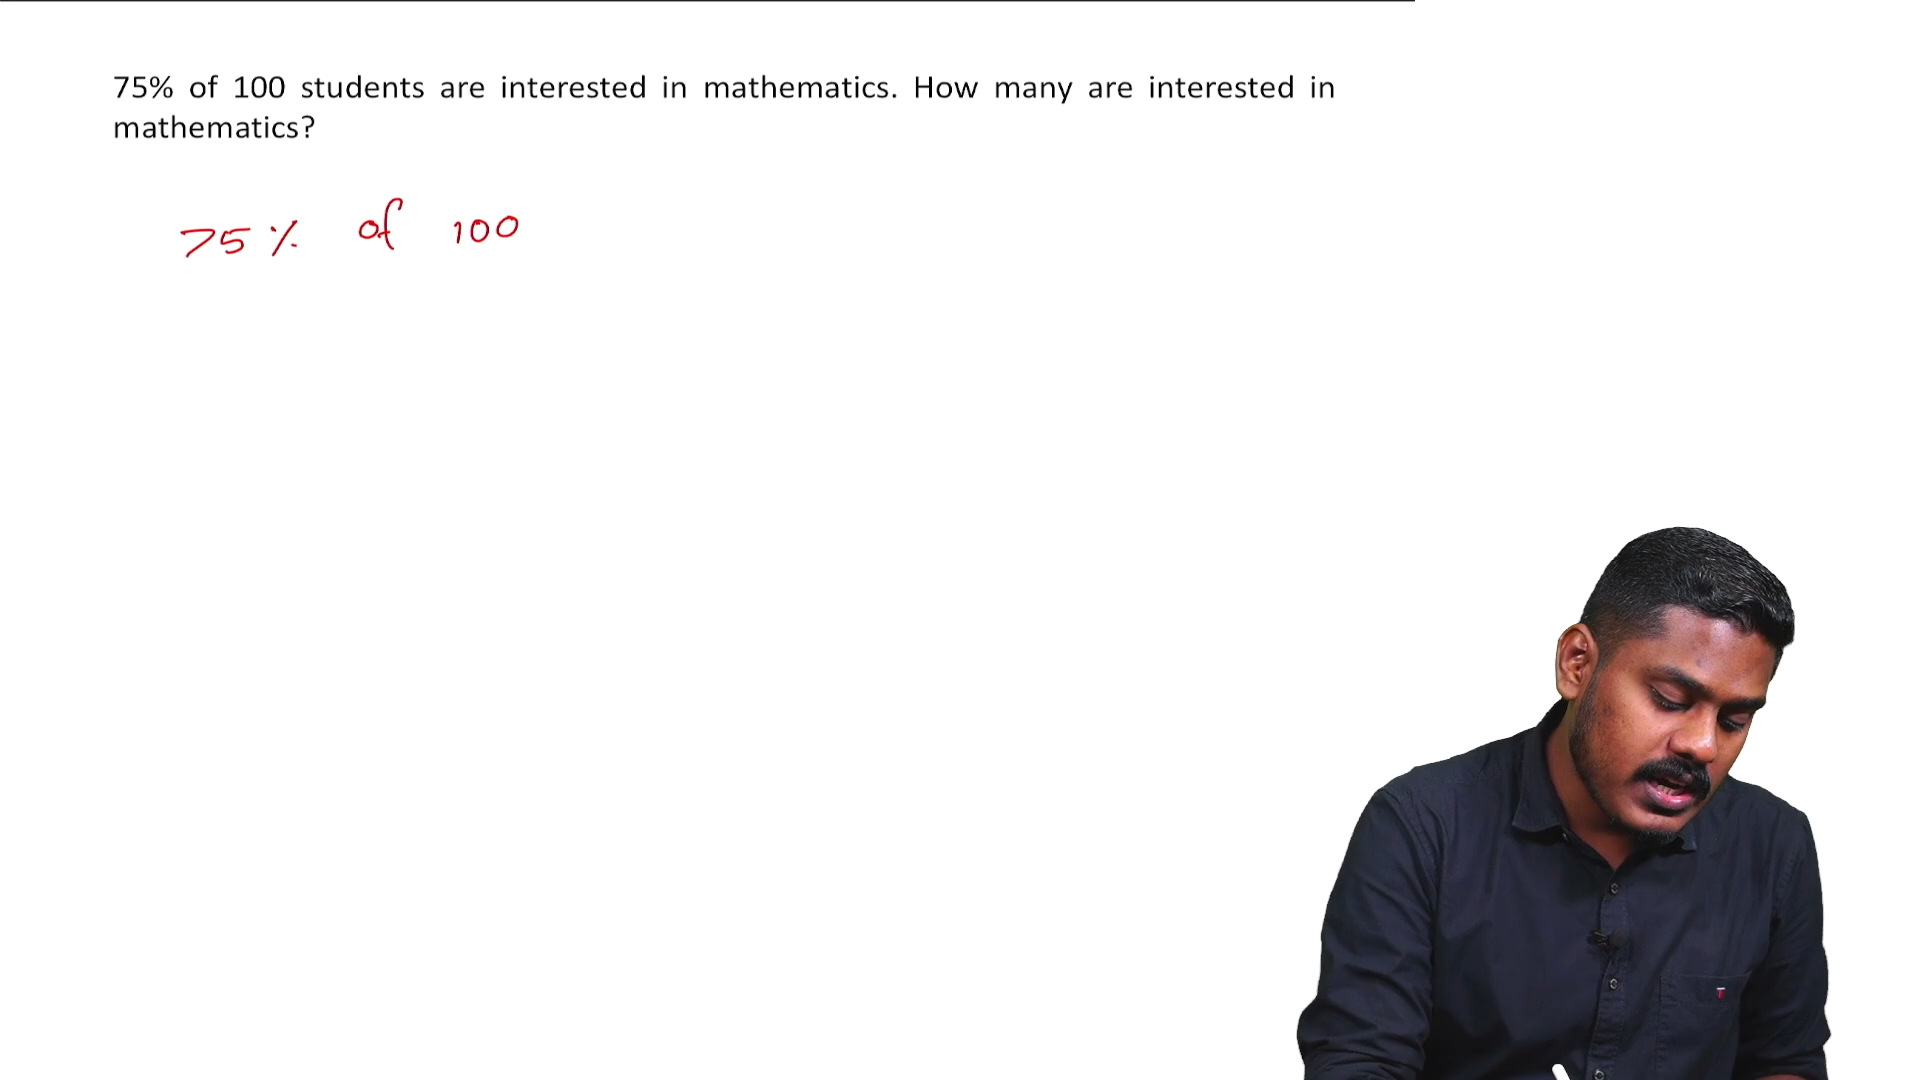 75% of 100 students are interested in mathematics. How many are interested in
mathematics?
75% of 100